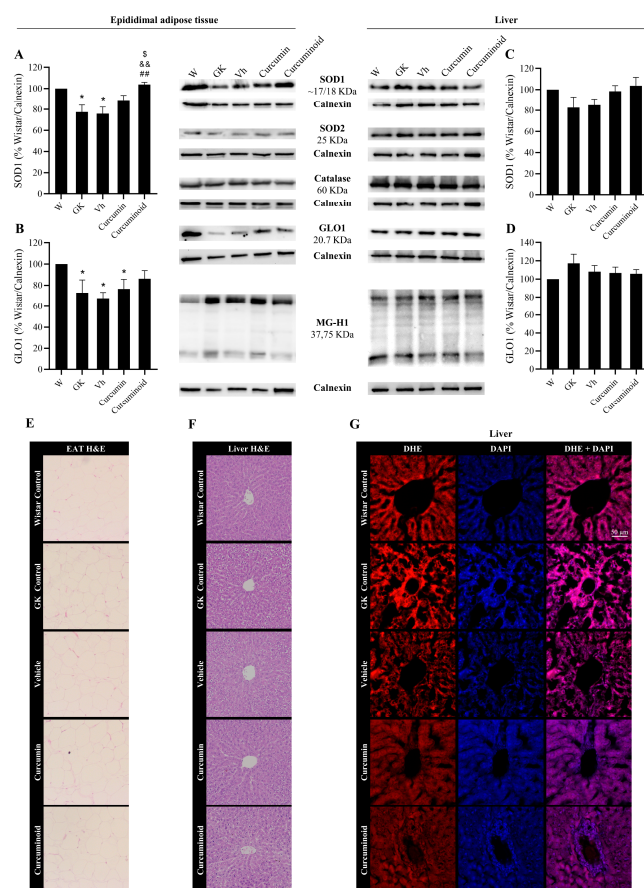 Epididimal adipose tissue
Liver
A
SOD1 (% Wistar/Calnexin)
120
100
80
60
40
20
0
*
*
$
&&
##
W
GK
Vh
Curcumin
Curcuminoid
B
GLO1 (% Wistar/Calnexin)
120
100
80
60
40
20
0
*
*
*
W
GK
Vh
Curcumin
Curcuminoid
W
GK
Vh
Curcumin
Curcuminoid
SOD1
~17/18 KDa
Calnexin
SOD2
25 KDa
Calnexin
Catalase
60 KDa
Calnexin
GLO1
20.7 KDa
Calnexin
MG-H1
37,75 KDa
Calnexin
W
GK
Vh
Curcumin
Curcuminoid
C
SOD1 (% Wistar/Calnexin)
120
100
80
60
40
20
0
W
GK
Vh
Curcumin
Curcuminoid
D
GLO1 (% Wistar/Calnexin)
140
120
100
80
60
40
20
0
W
GK
Vh
Curcumin
Curcuminoid
E
EAT H&E
Wistar Control
GK Control
Vehicle
Curcumin
Curcuminoid
F
Liver H&E
Wistar Control
GK Control
Vehicle
Curcumin
Curcuminoid
G
Liver
DHE
DAPI
DHE + DAPI
Wistar Control
GK Control
Vehicle
Curcumin
Curcuminoid
50 µm